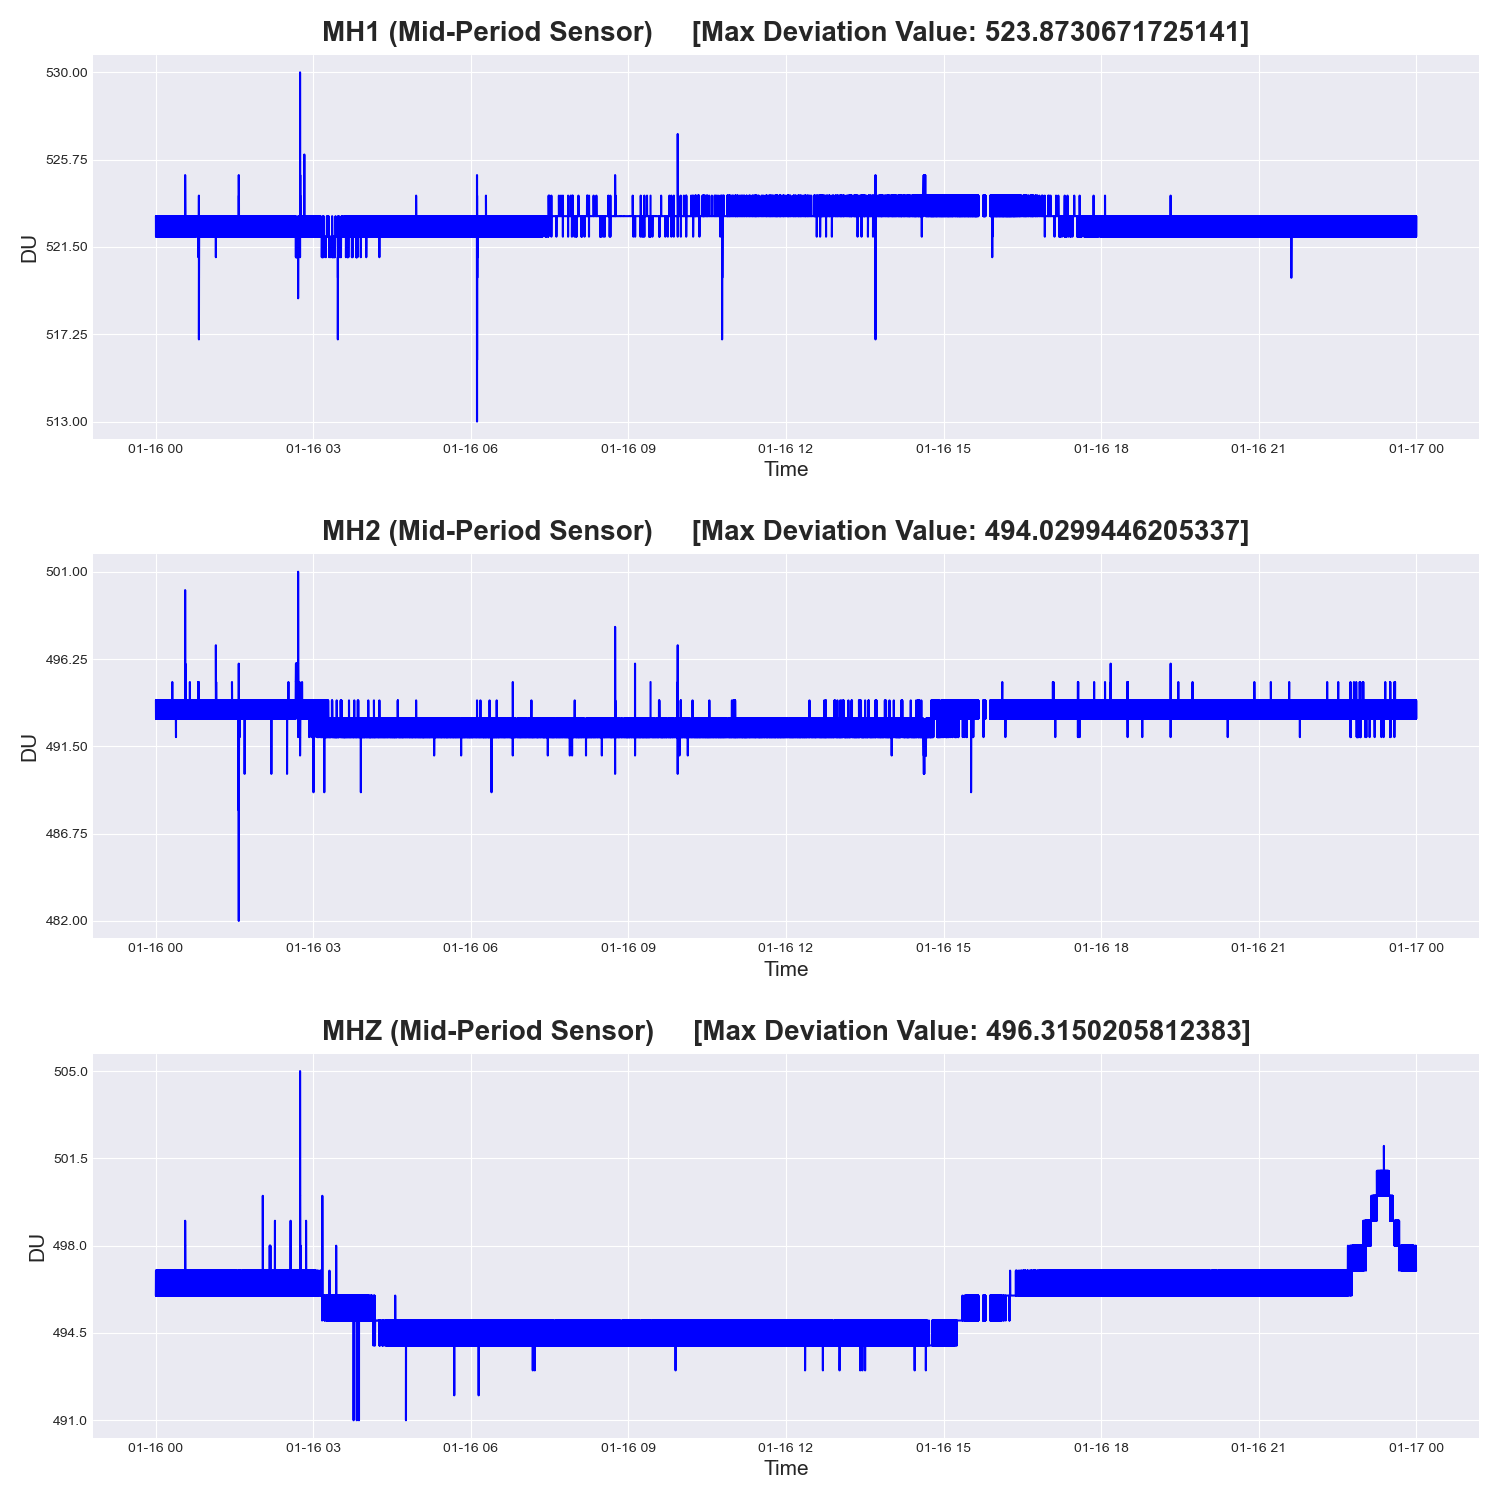 MH1 (Mid-Period Sensor) [Max Deviation Value: 523.8730671725141]
530.00
525.75
521.50
517.25
513.00
DU
01-16 00 01-16 03 01-16 06 01-16 09 01-16 12 01-16 15 01-16 18 01-16 21 01-17 00
Time
MH2 (Mid-Period Sensor) [Max Deviation Value: 494.0299446205337]
501.00
496.25
491.50
486.75
482.00
DU
01-16 00 01-16 03 01-16 06 01-16 09 01-16 12 01-16 15 01-16 18 01-16 21 01-17 00
Time
MHZ (Mid-Period Sensor) [Max Deviation Value: 496.3150205812383]
505.0
501.5
498.0
494.5
491.0
DU
01-16 00 01-16 03 01-16 06 01-16 09 01-16 12 01-16 15 01-16 18 01-16 21 01-17 00
Time